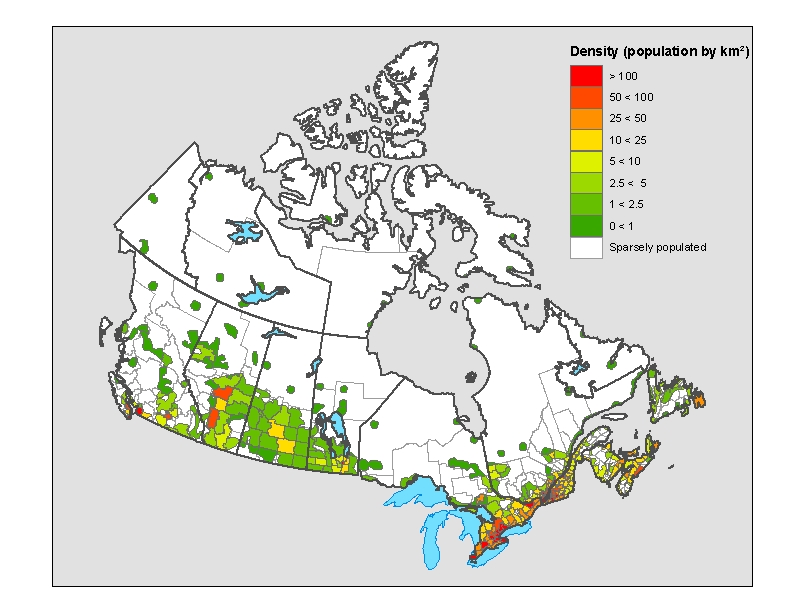 Density (population by km²)
> 100
50 < 100
25 < 50
10 < 25
5 < 10
2.5 < 5
1 < 2.5
0 < 1
Sparsely populated